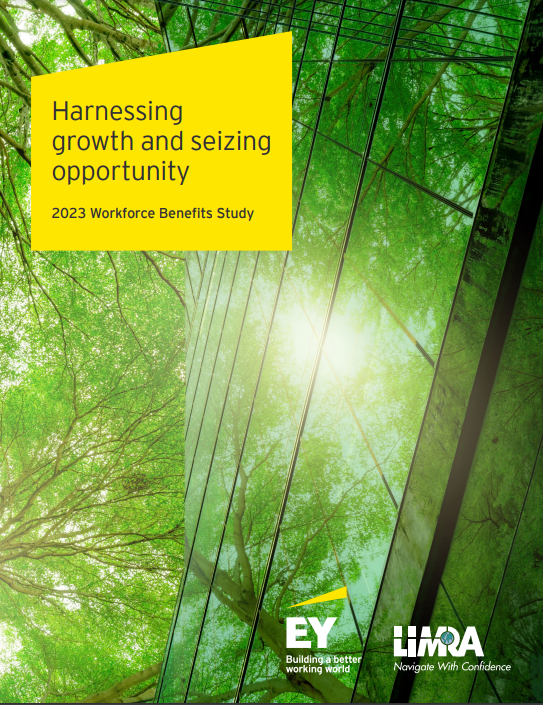 Harnessing
growth and seizing
opportunity
2023 Workforce Benefits Study
EY
Building a better
working world
LIMRA
Navigate With Confidence